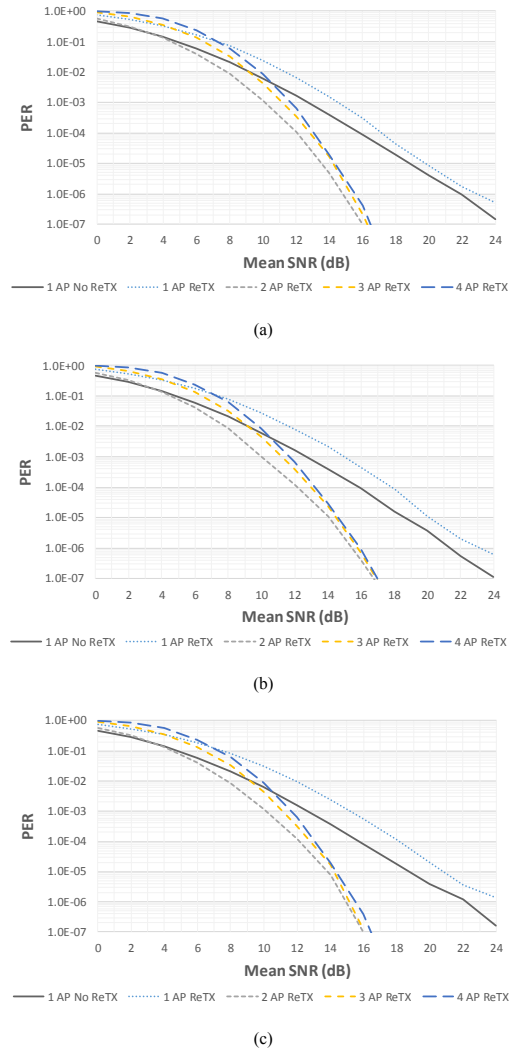 1.0E+00
1.0E-01
1.0E-02
1.0E-03
1.0E-04
1.0E-05
1.0E-06
1.0E-07
PER
0 2 4 6 8 10 12 14 16 18 20 22 24
Mean SNR (dB)
1 AP No ReTX 1 AP ReTX 2 AP ReTX 3 AP ReTX 4 AP ReTX
(a)
1.0E+00
1.0E-01
1.0E-02
1.0E-03
1.0E-04
1.0E-05
1.0E-06
1.0E-07
PER
0 2 4 6 8 10 12 14 16 18 20 22 24
Mean SNR (dB)
1 AP No ReTX 1 AP ReTX 2 AP ReTX 3 AP ReTX 4 AP ReTX
(b)
1.0E+00
1.0E-01
1.0E-02
1.0E-03
1.0E-04
1.0E-05
1.0E-06
1.0E-07
PER
0 2 4 6 8 10 12 14 16 18 20 22 24
Mean SNR (dB)
1 AP No ReTX 1 AP ReTX 2 AP ReTX 3 AP ReTX 4 AP ReTX
(c)